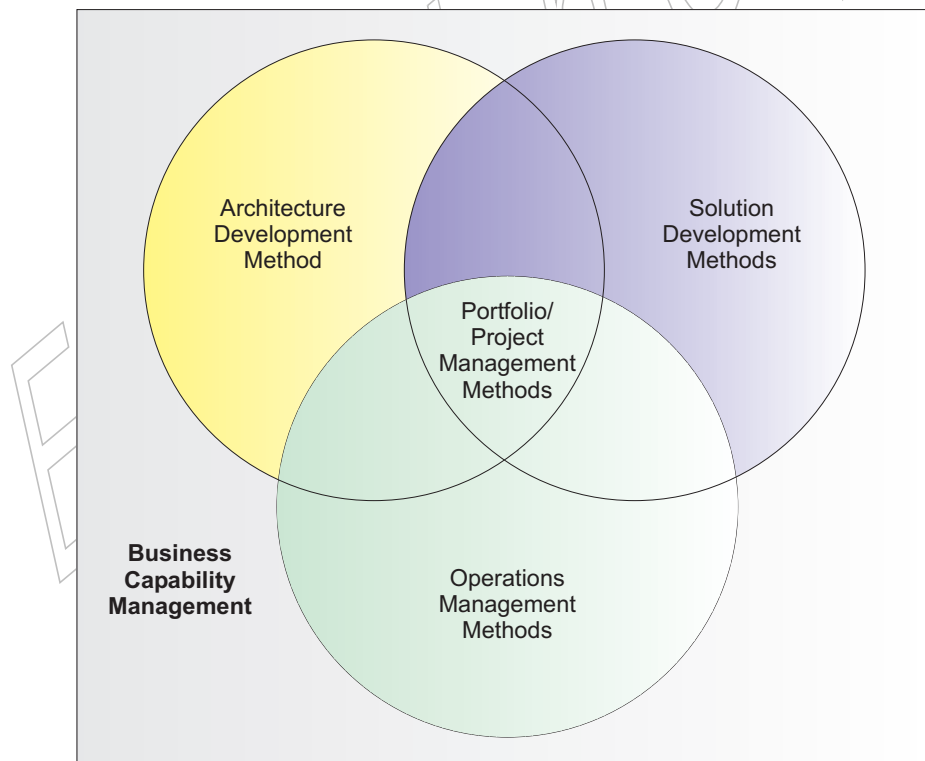 Architecture
Development
Method
Solution
Development
Methods
Portfolio/
Project
Management
Methods
Business
Capability
Management
Operations
Management
Methods